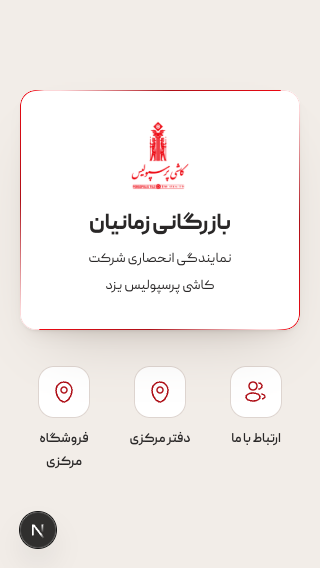 کاشی پرسپولیس
بازرگانی زمانیان
نمایندگی انحصاری شرکت
کاشی پرسپولیس یزد
ارتباط با ما
دفتر مرکزی
فروشگاه
مرکزی
N